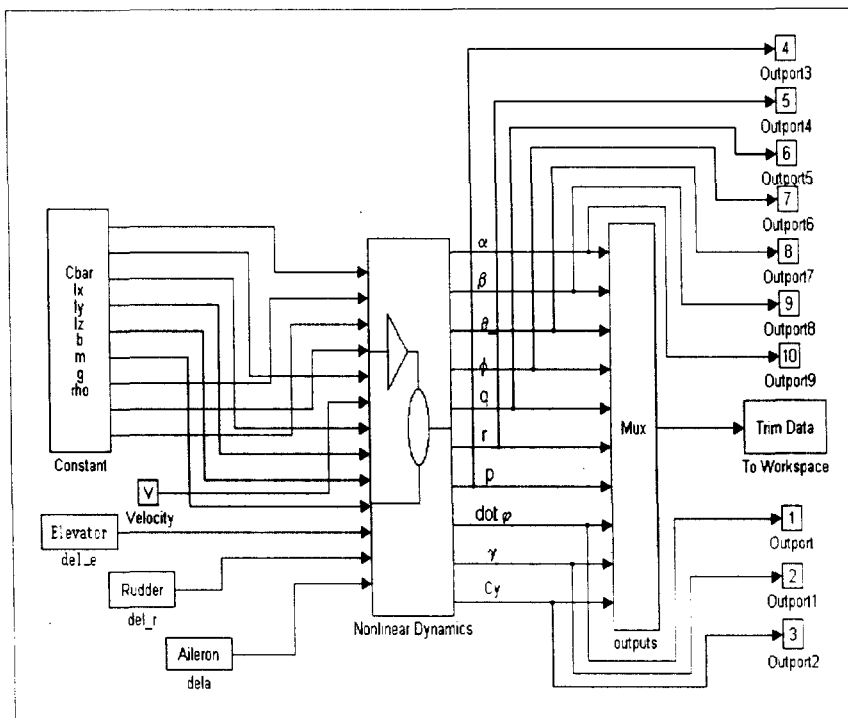 Cbar
Ix
Iy
Iz
b
m
g
rho
Constant
V
Velocity
Elevator
del_e
Rudder
del_r
Aileron
dela
Nonlinear Dynamics
α
β
θ
ϕ
q
r
p
dot φ
γ
Cy
Mux
outputs
4
Outport3
5
Outport4
6
Outport5
7
Outport6
8
Outport7
9
Outport8
10
Outport9
Trim Data
To Workspace
1
Outport
2
Outport1
3
Outport2